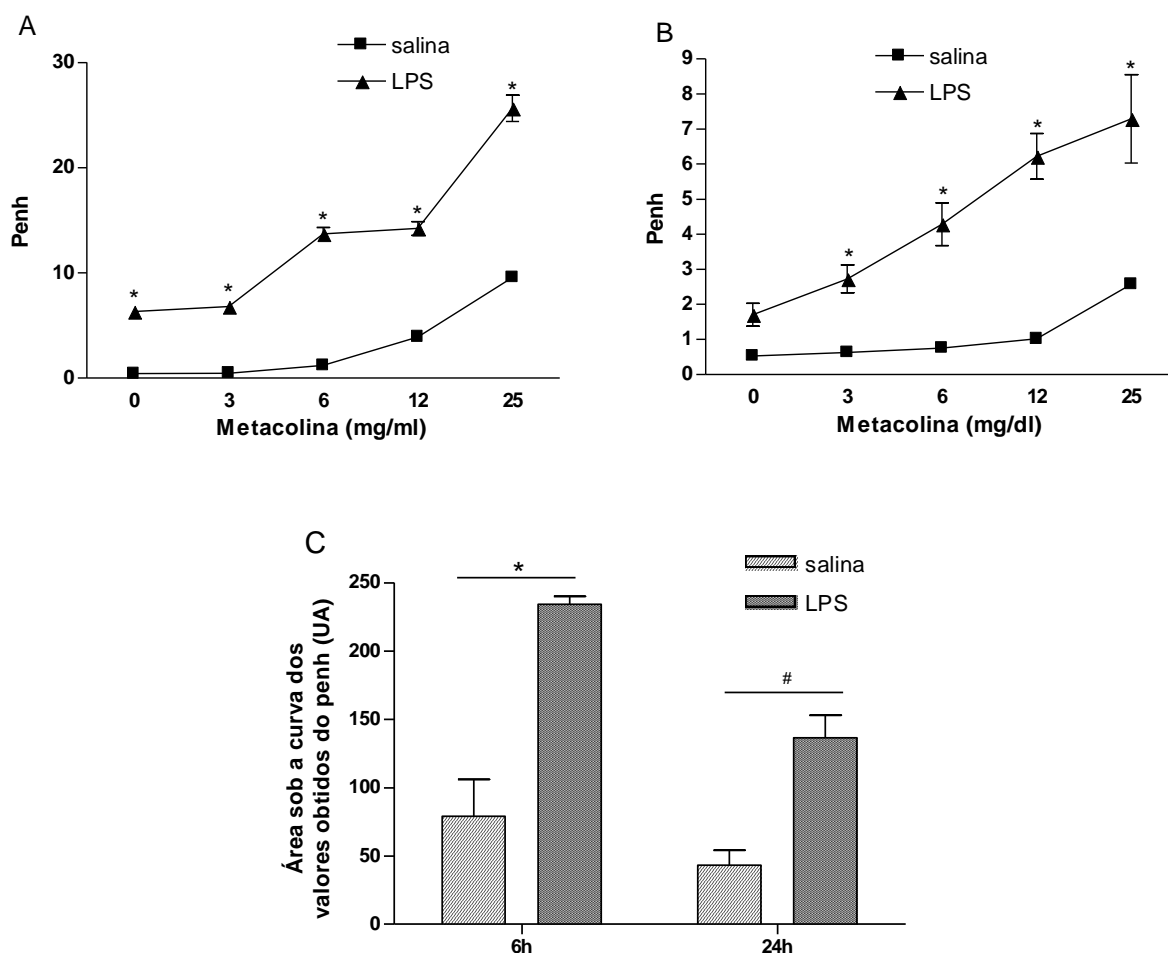 A
salina
LPS
30
20
10
0
Penh
* * * * *
0 3 6 12 25
Metacolina (mg/ml)
B
salina
LPS
9
8
7
6
5
4
3
2
1
0
Penh
* * * *
0 3 6 12 25
Metacolina (mg/dl)
C
salina
LPS
Área sob a curva dos
valores obtidos do penh (UA)
250
200
150
100
50
0
*
#
6h 24h